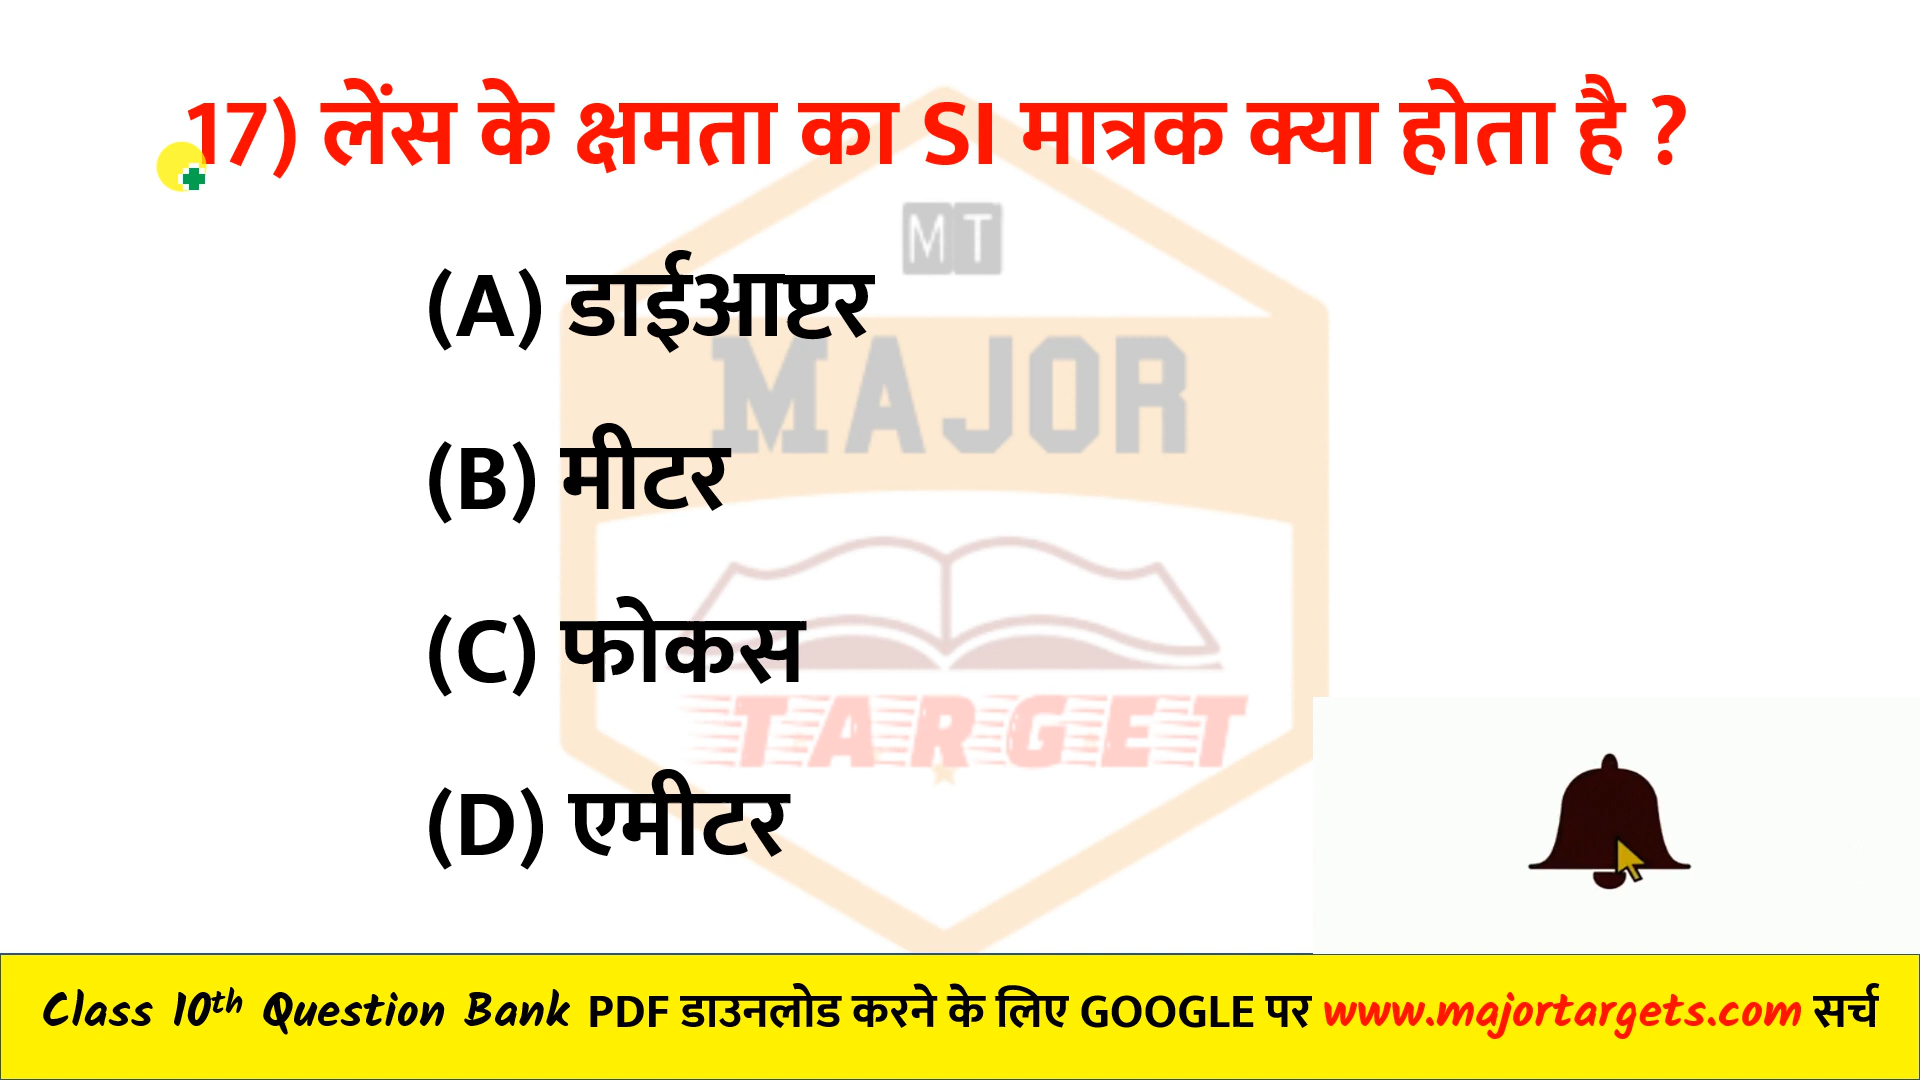 17) लेंस के क्षमता का SI मात्रक क्या होता है ?
MT
(A) डाईआप्टर
MAJOR
(B) मीटर
(C) फोकस
TARGET
(D) एमीटर
Class 10th Question Bank PDF डाउनलोड करने के लिए GOOGLE पर www.majortargets.com सर्च